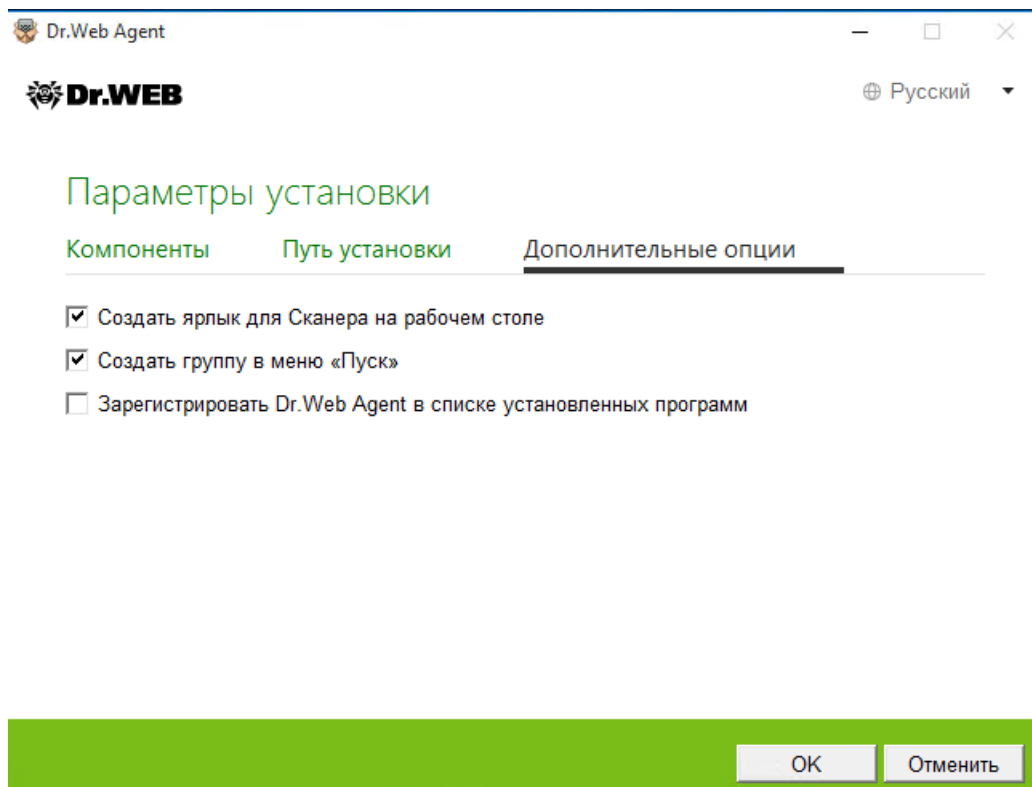 Dr.Web Agent
Dr.WEB
Русский
Параметры установки
Компоненты Путь установки Дополнительные опции
Создать ярлык для Сканера на рабочем столе
Создать группу в меню «Пуск»
Зарегистрировать Dr.Web Agent в списке установленных программ
OK Отменить